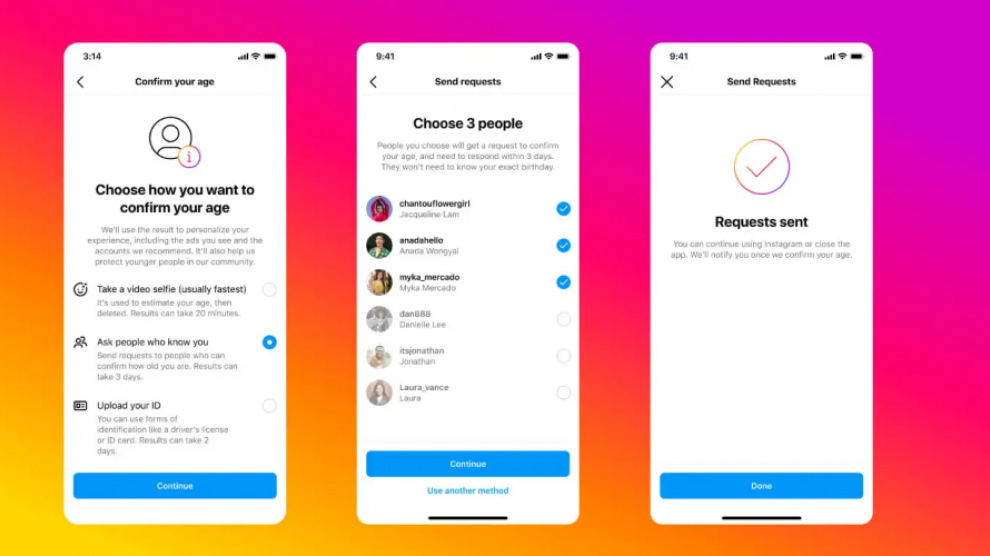 3:14
Confirm your age
Choose how you want to
confirm your age
We'll use the result to personalize your
experience, including the ads you see and the
accounts we recommend. It'll also help us
protect younger people in our community.
Take a video selfie (usually fastest)
It's used to estimate your age, then
deleted. Results can take 20 minutes.
Ask people who know you
Send requests to people who can
confirm how old you are. Results can
take 3 days.
Upload your ID
You can use forms of
identification like a driver's license
or ID card. Results can take 2
days.
Continue
9:41
Send requests
Choose 3 people
People you choose will get a request to confirm
your age, and need to respond within 3 days.
They won't need to know your exact birthday.
chantouflowergirl
Jacqueline Lam
anadahello
Anada Wongyai
myka_mercado
Myka Mercado
dan888
Danielle Lee
itsjonathan
Jonathan
Laura_vance
Laura
Continue
Use another method
9:41
Send Requests
Requests sent
You can continue using Instagram or close the
app. We'll notify you once we confirm your age.
Done